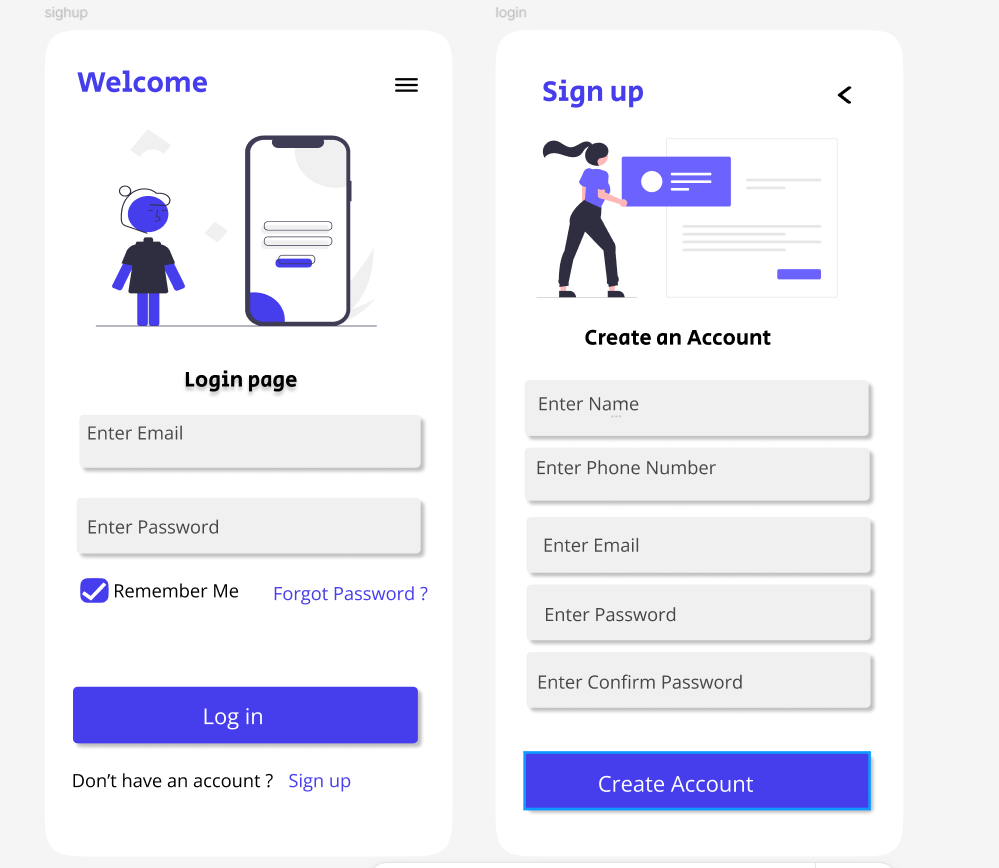 sighup
Welcome
Login page
Enter Email
Enter Password
Remember Me
Forgot Password ?
Log in
Don't have an account ? Sign up
login
Sign up
Create an Account
Enter Name
Enter Phone Number
Enter Email
Enter Password
Enter Confirm Password
Create Account